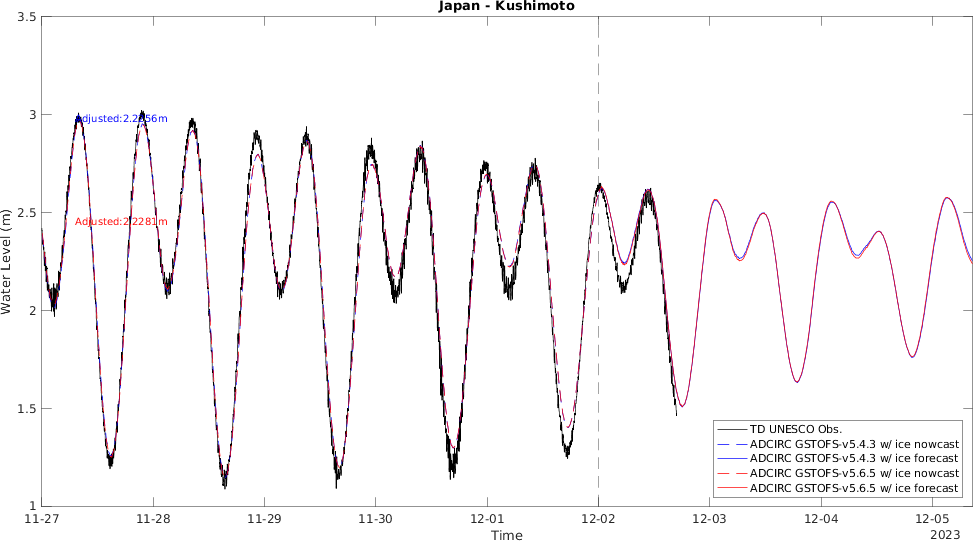 Japan - Kushimoto
3.5
3
2.5
2
1.5
1
Water Level (m)
Adjusted:2.2281m
TD UNESCO Obs.
ADCIRC GSTOFS-v5.4.3 w/ ice nowcast
ADCIRC GSTOFS-v5.4.3 w/ ice forecast
ADCIRC GSTOFS-v5.6.5 w/ ice nowcast
ADCIRC GSTOFS-v5.6.5 w/ ice forecast
11-27 11-28 11-29 11-30 12-01 12-02 12-03 12-04 12-05
Time
2023